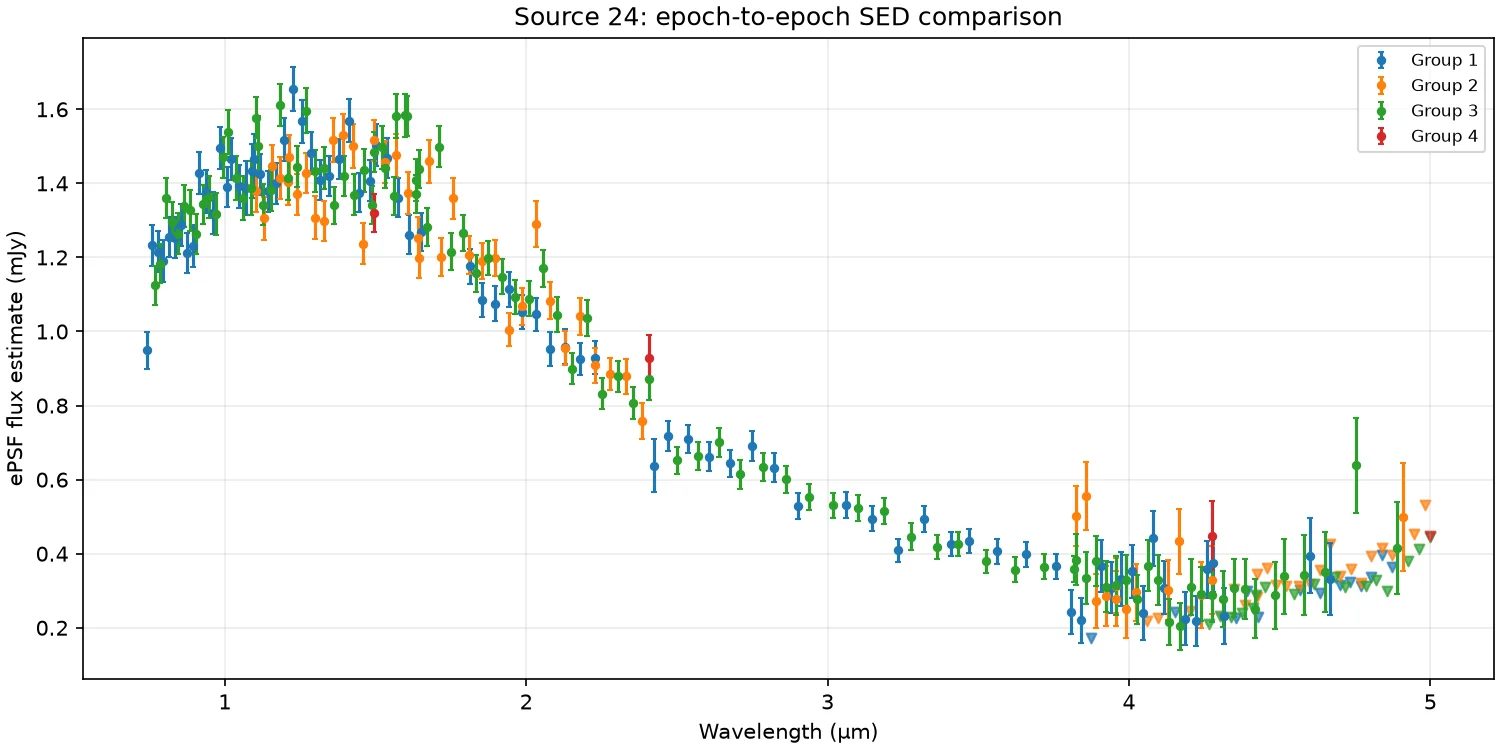 Source 24: epoch-to-epoch SED comparison
Group 1
Group 2
Group 3
Group 4
ePSF flux estimate (mJy)
1.6
1.4
1.2
1.0
0.8
0.6
0.4
0.2
1 2 3 4 5
Wavelength (μm)